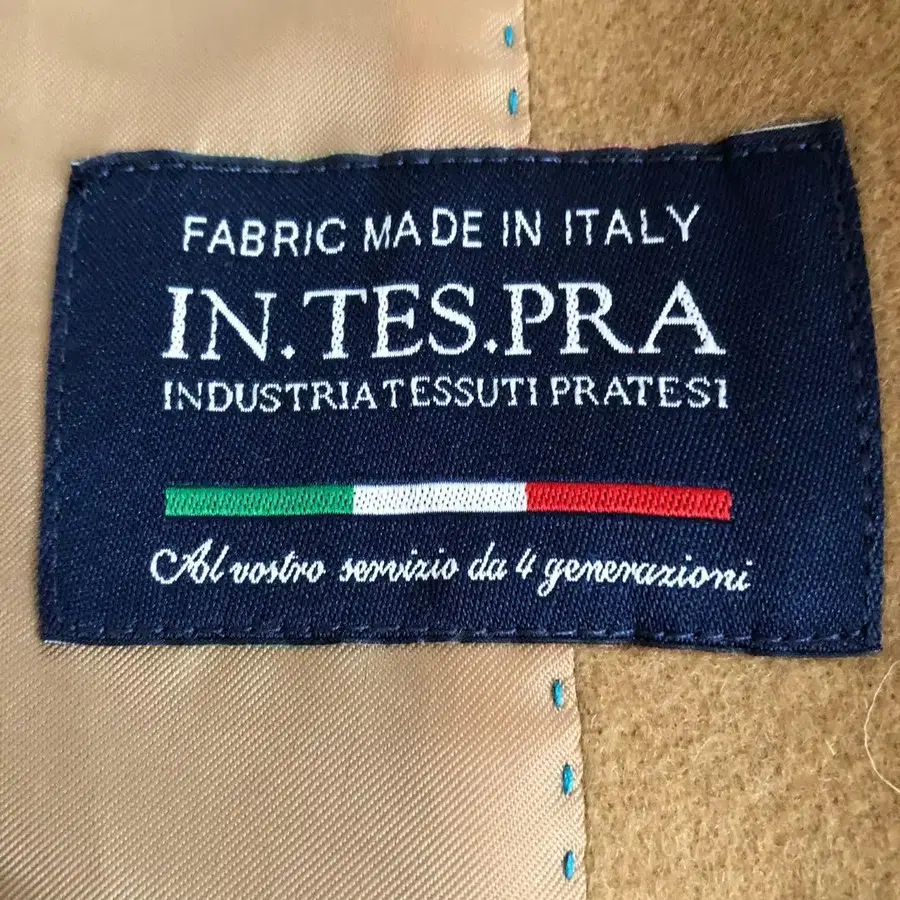 FABRIC MADE IN ITALY
IN.TES.PRA
INDUSTRIA TESSUTI PRATESI
Al vostro servizio da 4 generazioni